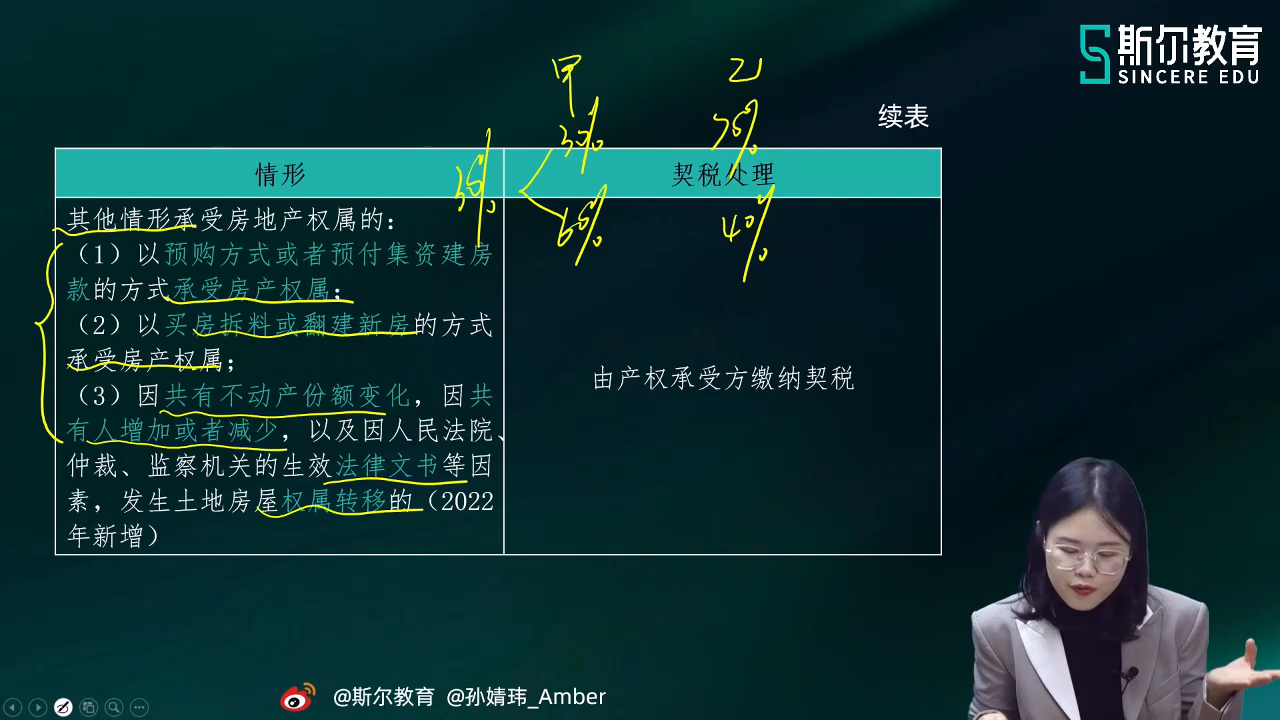 斯尔教育
SINCERE EDU
甲
乙
续表
30%
60%
40%
情形
契税处理
其他情形承受房地产权属的：
（1）以预购方式或者预付集资建房
款的方式承受房产权属；
（2）以买房拆料或翻建新房的方式
承受房产权属；
（3）因共有不动产份额变化，因共
有人增加或者减少，以及因人民法院、
仲裁、监察机关的生效法律文书等因
素，发生土地房屋权属转移的（2022
年新增）
由产权承受方缴纳契税
@斯尔教育 @孙婧玮_Amber